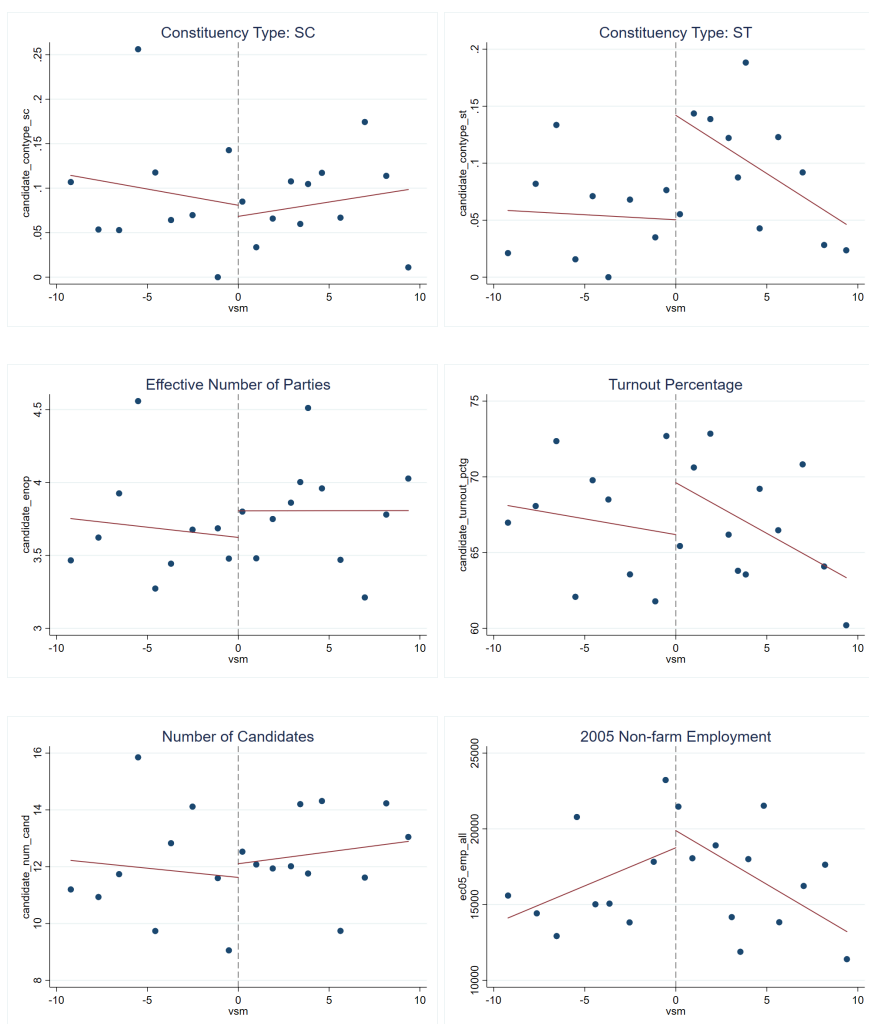 Constituency Type: SC
candidate_contype_sc
.25
.2
.15
.1
.05
0
-10 -5 0 5 10
vsm
Constituency Type: ST
candidate_contype_st
.2
.15
.1
.05
0
-10 -5 0 5 10
vsm
Effective Number of Parties
candidate_enop
4.5
4
3.5
3
-10 -5 0 5 10
vsm
Turnout Percentage
candidate_turnout_pctg
75
70
65
60
-10 -5 0 5 10
vsm
Number of Candidates
candidate_num_cand
16
14
12
10
8
-10 -5 0 5 10
vsm
2005 Non-farm Employment
ec05_emp_all
25000
20000
15000
10000
-10 -5 0 5 10
vsm